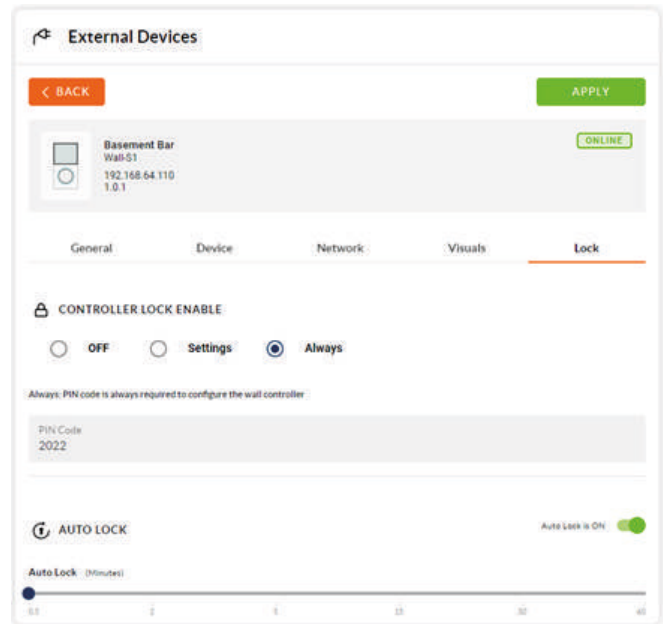 External Devices
< BACK
APPLY
Basement Bar
Wall-S1
192.168.64.110
1.0.1
ONLINE
General Device Network Visuals Lock
CONTROLLER LOCK ENABLE
OFF Settings Always
Always: PIN code is always required to configure the wall controller
PIN Code
2022
AUTO LOCK
Auto Lock is ON
Auto Lock (Minutes)
0.5 2 5 15 30 60